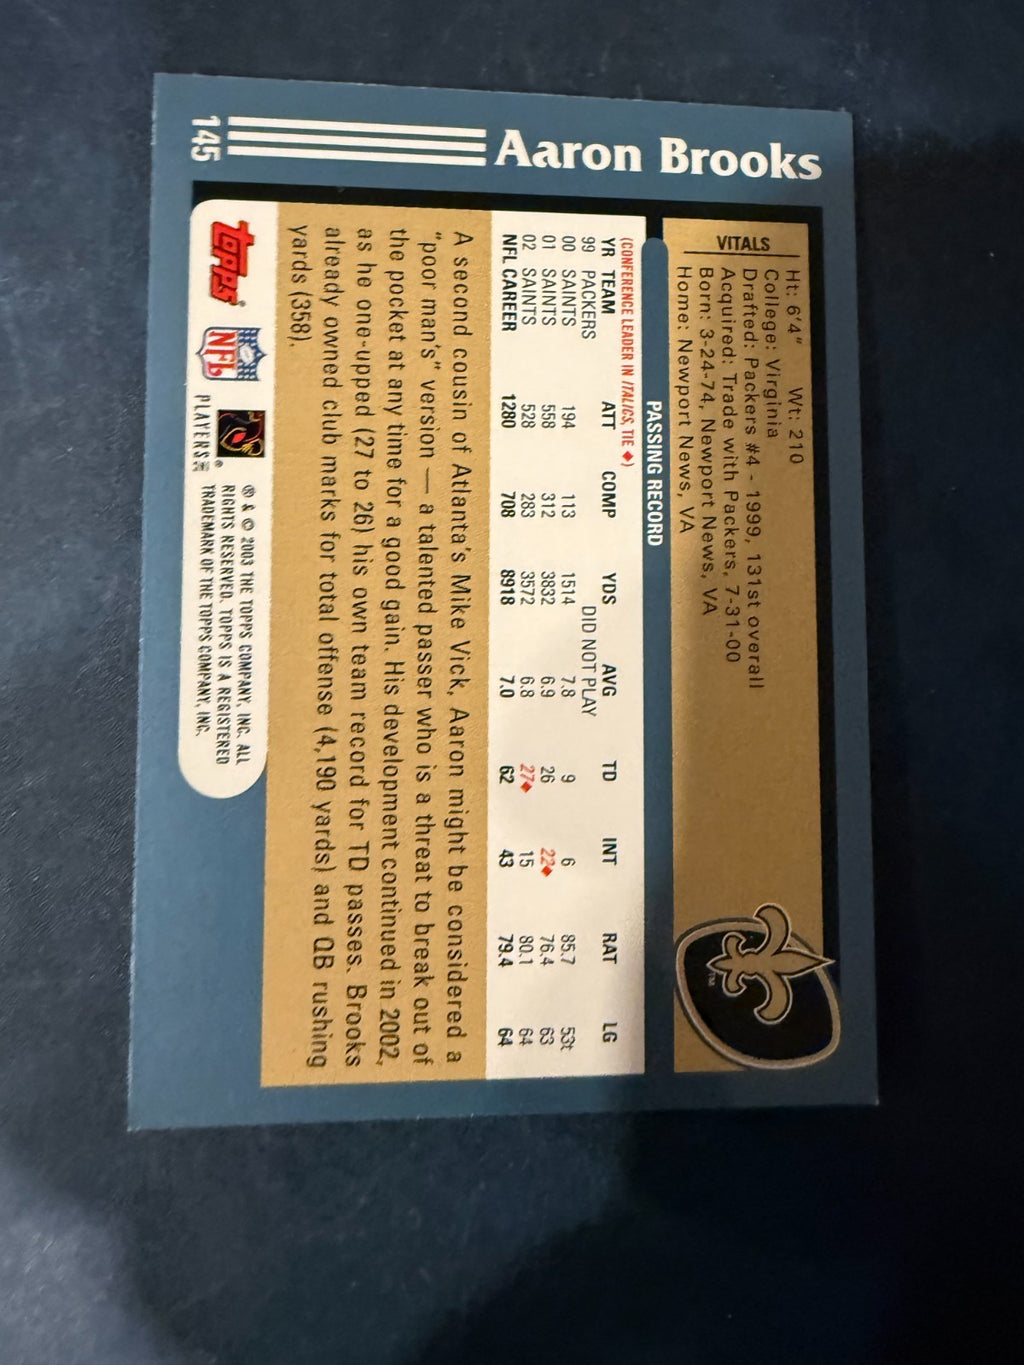 Aaron Brooks
145
VITALS
Ht: 6'4" Wt: 210
College: Virginia
Drafted: Packers #4 - 1999, 131st overall
Acquired: Trade with Packers, 7-31-00
Born: 3-24-74, Newport News, VA
Home: Newport News, VA
TM
PASSING RECORD
(CONFERENCE LEADER IN ITALICS, TIE ♦)
YR TEAM ATT COMP YDS AVG TD INT RAT LG
99 PACKERS DID NOT PLAY
00 SAINTS 194 113 1514 7.8 9 6 85.7 53t
01 SAINTS 558 312 3832 6.9 26 22♦ 76.4 63
02 SAINTS 528 283 3572 6.8 27♦ 15 80.1 64
NFL CAREER 1280 708 8918 7.0 62 43 79.4 64
A second cousin of Atlanta's Mike Vick, Aaron might be considered a
"poor man's" version — a talented passer who is a threat to break out of
the pocket at any time for a good gain. His development continued in 2002,
as he one-upped (27 to 26) his own team record for TD passes. Brooks
already owned club marks for total offense (4,190 yards) and QB rushing
yards (358).
TOPPS®
NFL
PLAYERS INC ®
® & © 2003 THE TOPPS COMPANY, INC. ALL
RIGHTS RESERVED. TOPPS IS A REGISTERED
TRADEMARK OF THE TOPPS COMPANY, INC.